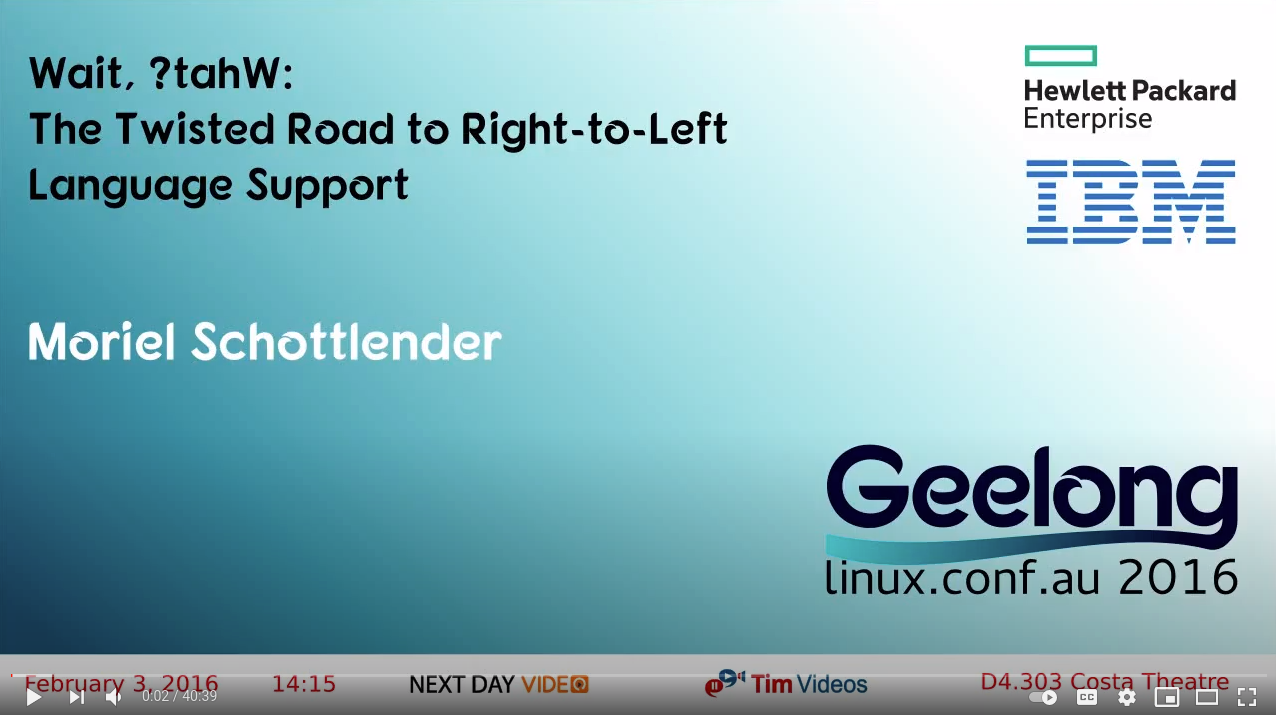 Wait, ?tahW:
The Twisted Road to Right-to-Left
Language Support
Moriel Schottlender
Hewlett Packard
Enterprise
IBM
Geelong
linux.conf.au 2016
February 3, 2016 14:15 NEXT DAY VIDEO Tim Videos D4.303 Costa Theatre
0:02 / 40:39 CC